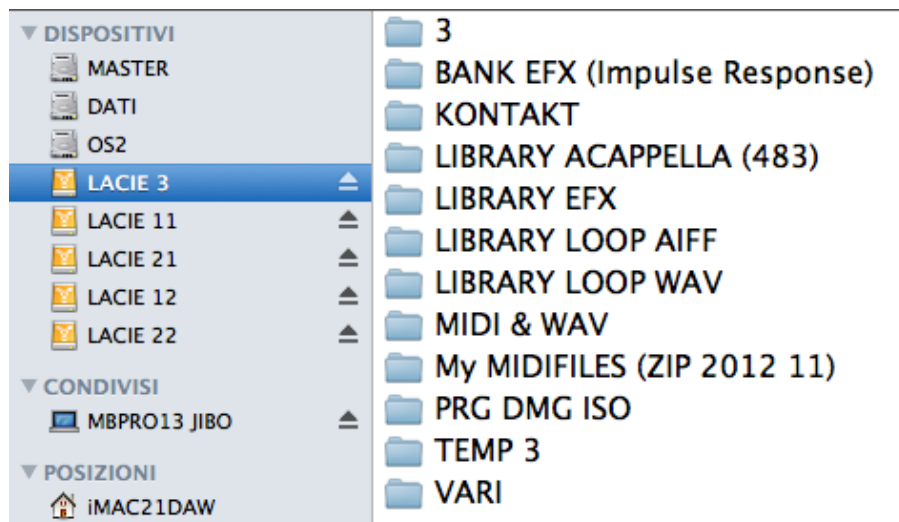 DISPOSITIVI
MASTER
DATI
OS2
LACIE 3
LACIE 11
LACIE 21
LACIE 12
LACIE 22
CONDIVISI
MBPRO13 JIBO
POSIZIONI
iMAC21DAW
3
BANK EFX (Impulse Response)
KONTAKT
LIBRARY ACAPPELLA (483)
LIBRARY EFX
LIBRARY LOOP AIFF
LIBRARY LOOP WAV
MIDI & WAV
My MIDIFILES (ZIP 2012 11)
PRG DMG ISO
TEMP 3
VARI